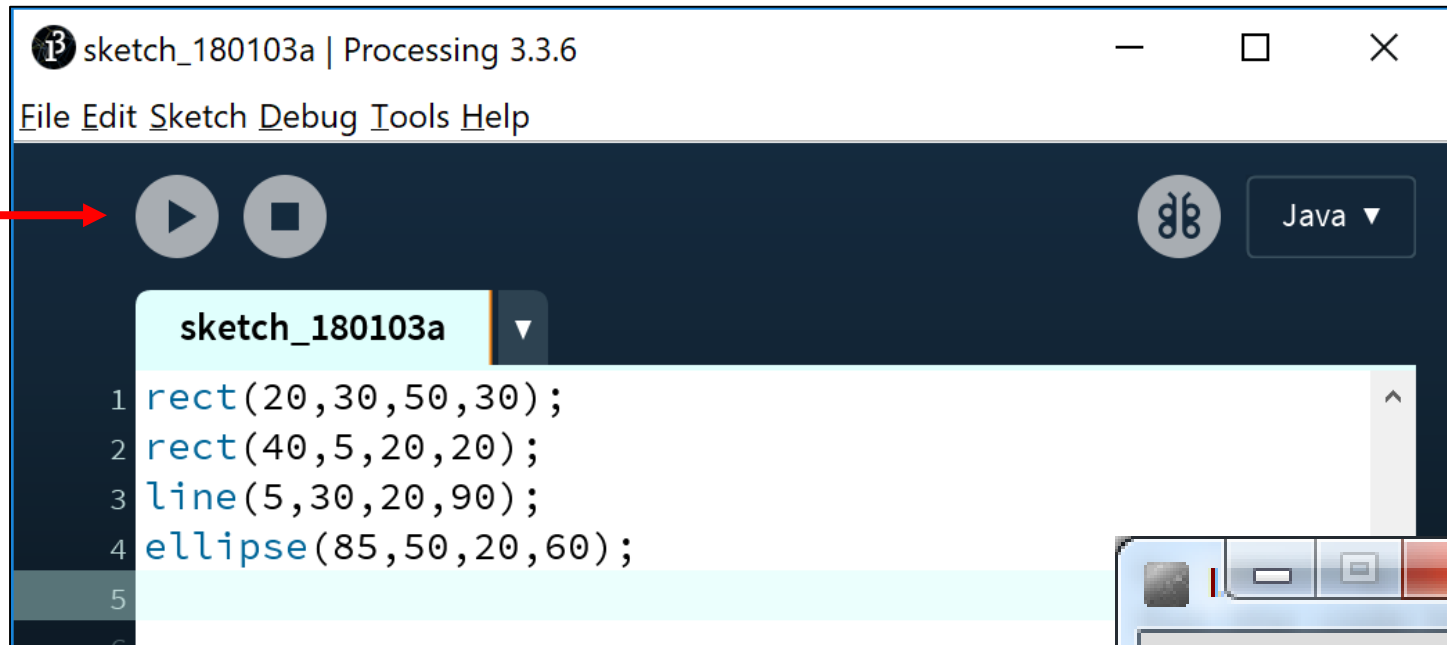 sketch_180103a | Processing 3.3.6
File Edit Sketch Debug Tools Help
Java ▼
sketch_180103a ▼
1 rect(20,30,50,30);
2 rect(40,5,20,20);
3 line(5,30,20,90);
4 ellipse(85,50,20,60);
5